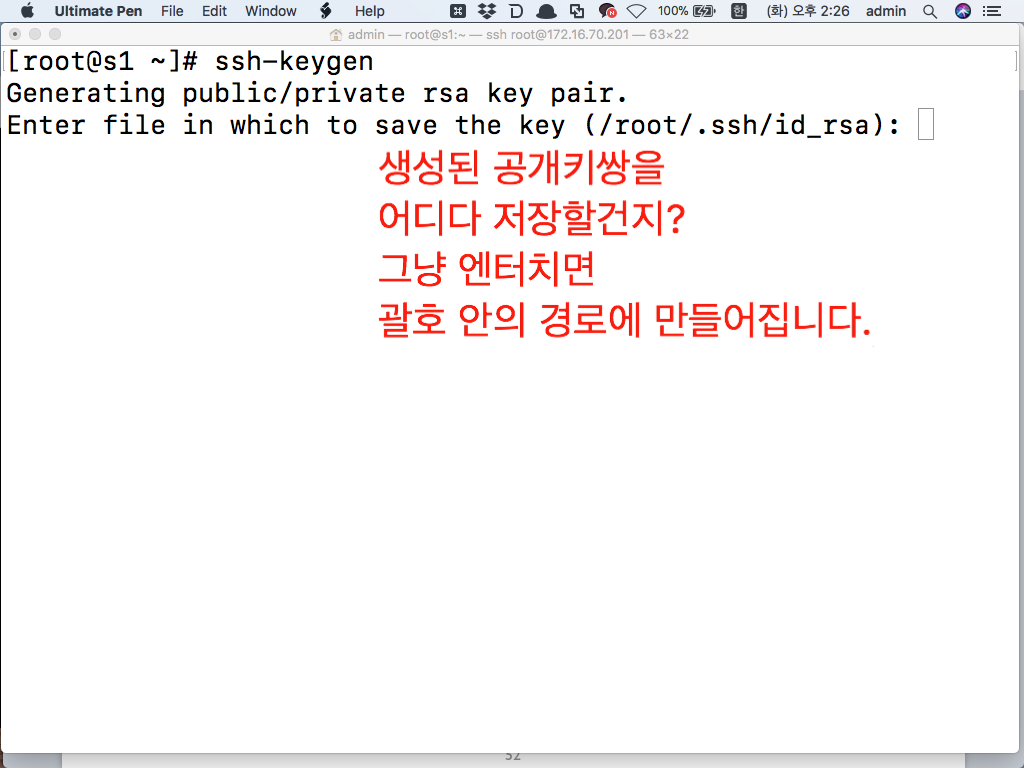 Ultimate Pen File Edit Window Help 100% 한 (화) 오후 2:26 admin
admin — root@s1:~ — ssh root@172.16.70.201 — 63×22
[root@s1 ~]# ssh-keygen
Generating public/private rsa key pair.
Enter file in which to save the key (/root/.ssh/id_rsa):
생성된 공개키쌍을
어디다 저장할건지?
그냥 엔터치면
괄호 안의 경로에 만들어집니다.
52